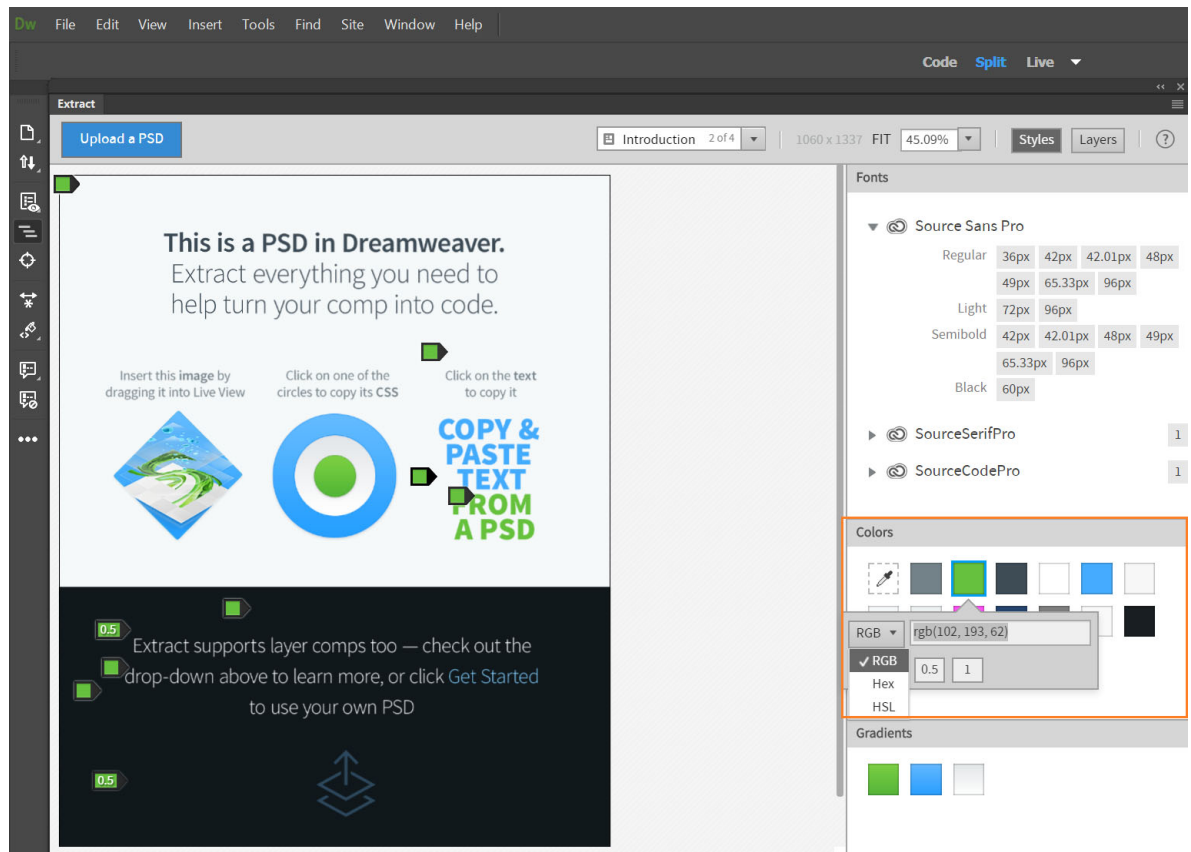 Dw File Edit View Insert Tools Find Site Window Help
Code Split Live
Extract
Upload a PSD
Introduction 2 of 4
1060 x 1337 FIT 45.09%
Styles Layers ?
This is a PSD in Dreamweaver.
Extract everything you need to
help turn your comp into code.
Insert this image by
dragging it into Live View
Click on one of the
circles to copy its CSS
Click on the text
to copy it
COPY &
PASTE
TEXT
FROM
A PSD
0.5
Extract supports layer comps too — check out the
drop-down above to learn more, or click Get Started
to use your own PSD
0.5
Fonts
Source Sans Pro
Regular 36px 42px 42.01px 48px
49px 65.33px 96px
Light 72px 96px
Semibold 42px 42.01px 48px 49px
65.33px 96px
Black 60px
SourceSerifPro 1
SourceCodePro 1
Colors
RGB rgb(102, 193, 62)
RGB 0.5 1
Hex
HSL
Gradients